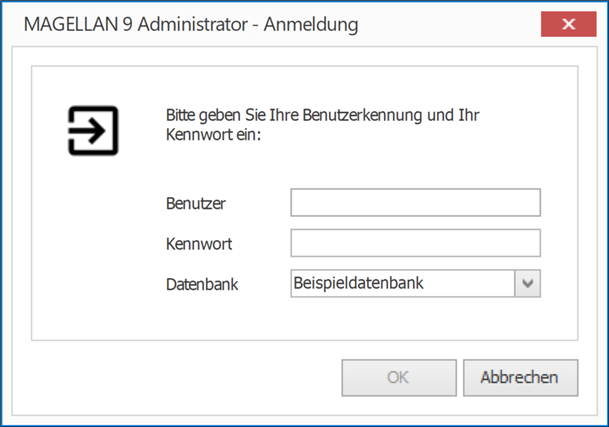 MAGELLAN 9 Administrator - Anmeldung
Bitte geben Sie Ihre Benutzerkennung und Ihr
Kennwort ein:
Benutzer
Kennwort
Datenbank Beispieldatenbank
OK Abbrechen